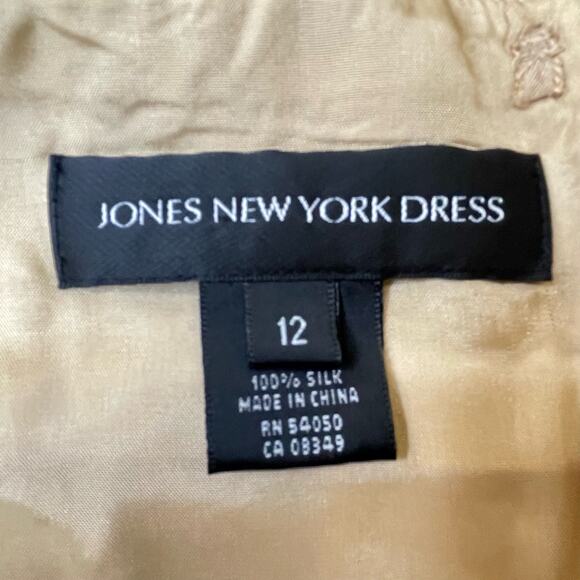 JONES NEW YORK DRESS
12
100% SILK
MADE IN CHINA
RN 54050
CA 08349